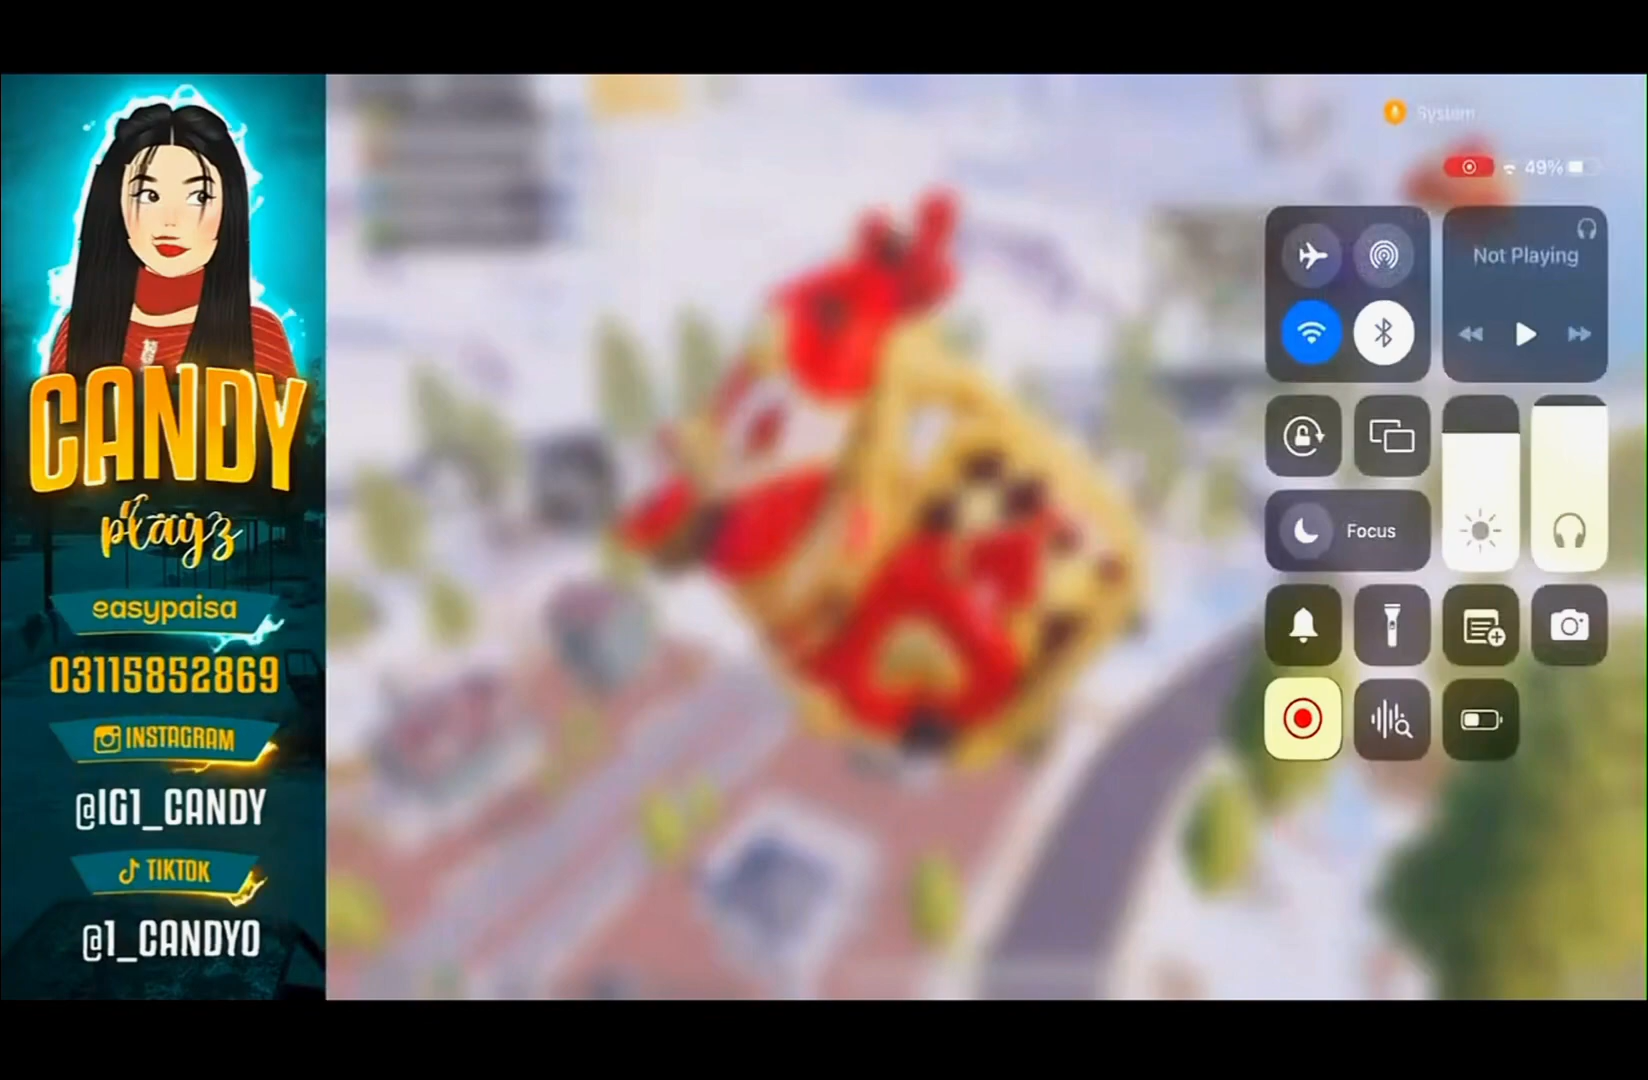 CANDY
playz
easypaisa
03115852869
INSTAGRAM
@IG1_CANDY
TIKTOK
@1_CANDYO
System
49%
Not Playing
Focus